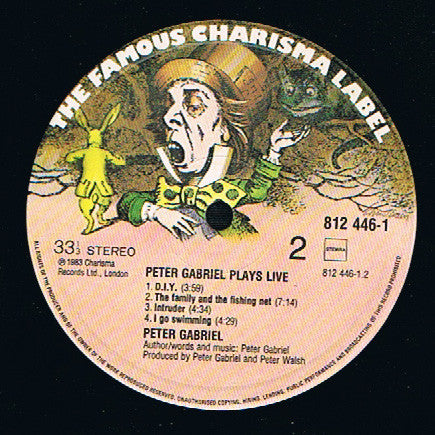 THE FAMOUS CHARISMA LABEL
812 446-1
33⅓ STEREO
℗ 1983 Charisma
Records Ltd., London
2
STEMRA
812 446-1.2
PETER GABRIEL PLAYS LIVE
1. D.I.Y. (3:59)
2. The family and the fishing net (7:14)
3. Intruder (4:34)
4. I go swimming (4:29)
PETER GABRIEL
Author/words and music: Peter Gabriel
Produced by Peter Gabriel and Peter Walsh
ALL RIGHTS OF THE PRODUCER AND OF THE OWNER OF THE WORK REPRODUCED RESERVED. UNAUTHORISED COPYING, HIRING, LENDING, PUBLIC PERFORMANCE AND BROADCASTING OF THIS RECORD PROHIBITED